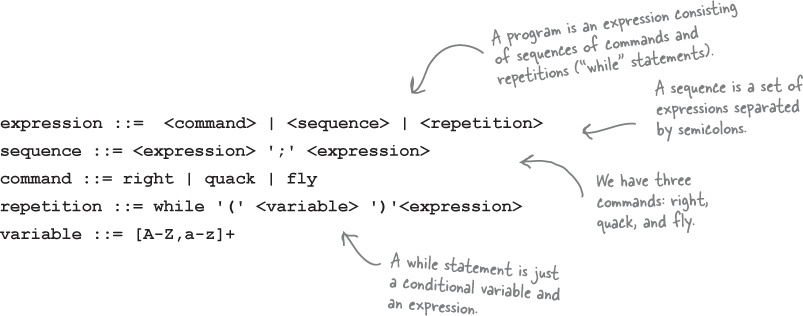 A program is an expression consisting
of sequences of commands and
repetitions (“while” statements).
A sequence is a set of
expressions separated
by semicolons.
expression ::= <command> | <sequence> | <repetition>
sequence ::= <expression> ';' <expression>
command ::= right | quack | fly
repetition ::= while '(' <variable> ')'<expression>
variable ::= [A-Z,a-z]+
We have three
commands: right,
quack, and fly.
A while statement is just
a conditional variable and
an expression.